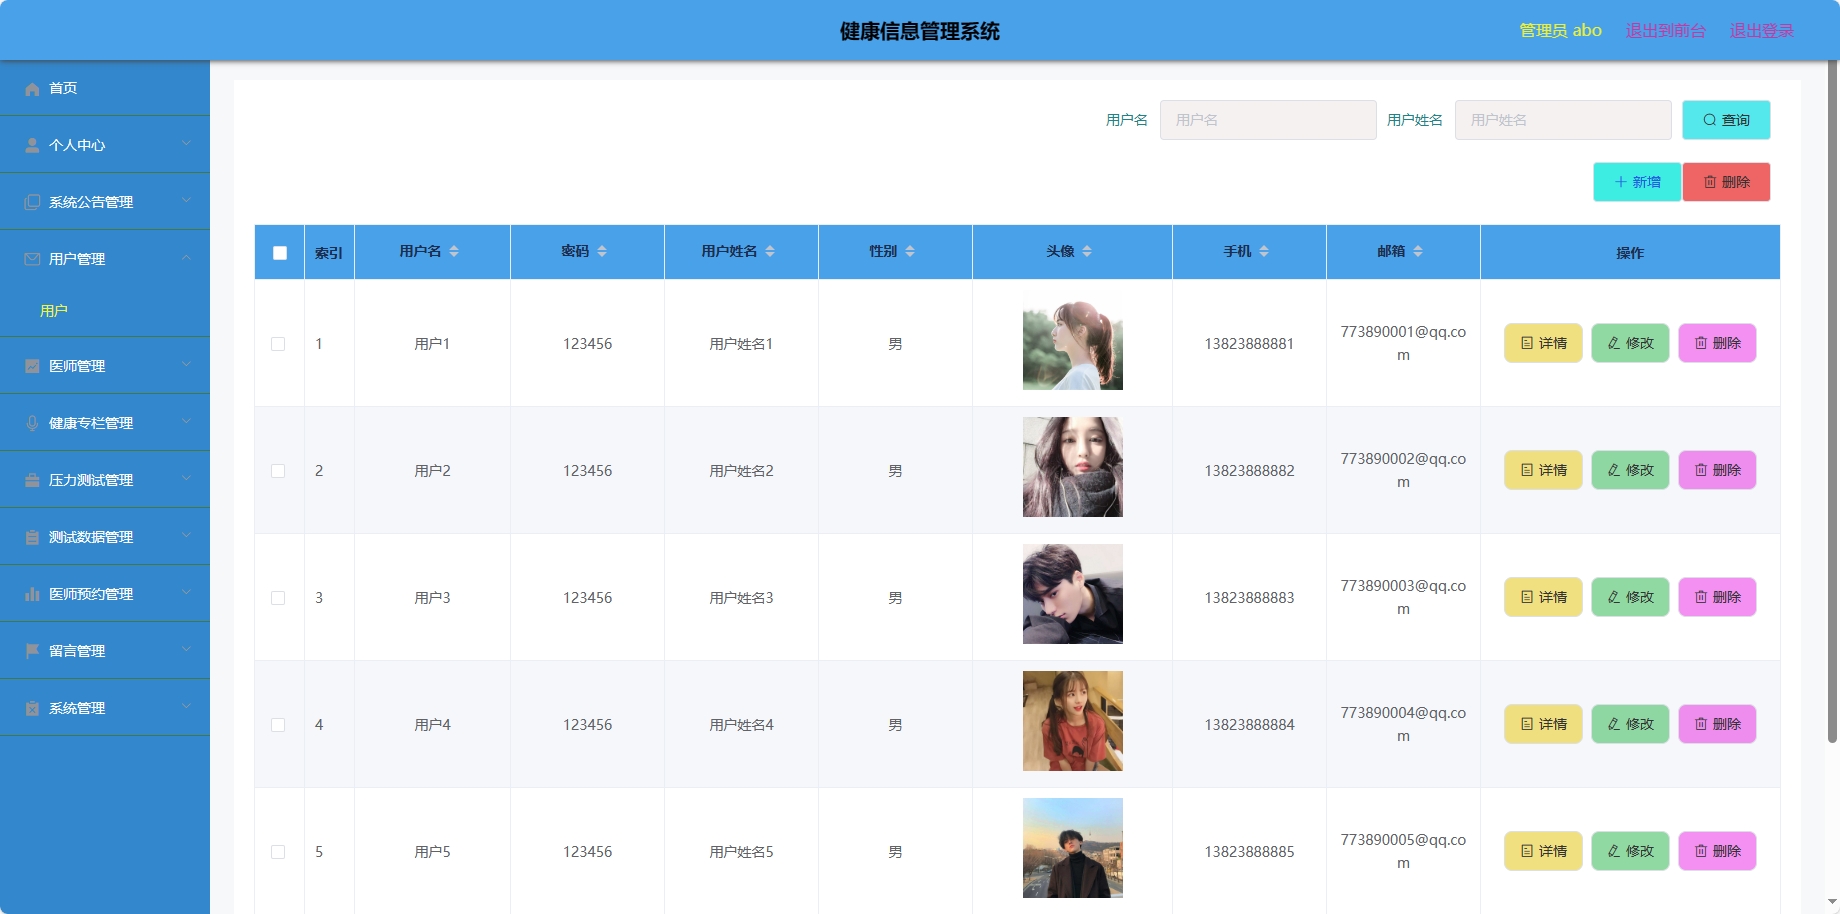 健康信息管理系统
管理员 abo 退出到前台 退出登录
首页
个人中心
系统公告管理
用户管理
用户
医师管理
健康专栏管理
压力测试管理
测试数据管理
医师预约管理
留言管理
系统管理
用户名 用户名 用户姓名 用户姓名 查询
新增 删除
索引 用户名 密码 用户姓名 性别 头像 手机 邮箱 操作
1 用户1 123456 用户姓名1 男 13823888881 773890001@qq.co
m 详情 修改 删除
2 用户2 123456 用户姓名2 男 13823888882 773890002@qq.co
m 详情 修改 删除
3 用户3 123456 用户姓名3 男 13823888883 773890003@qq.co
m 详情 修改 删除
4 用户4 123456 用户姓名4 男 13823888884 773890004@qq.co
m 详情 修改 删除
5 用户5 123456 用户姓名5 男 13823888885 773890005@qq.co
m 详情 修改 删除